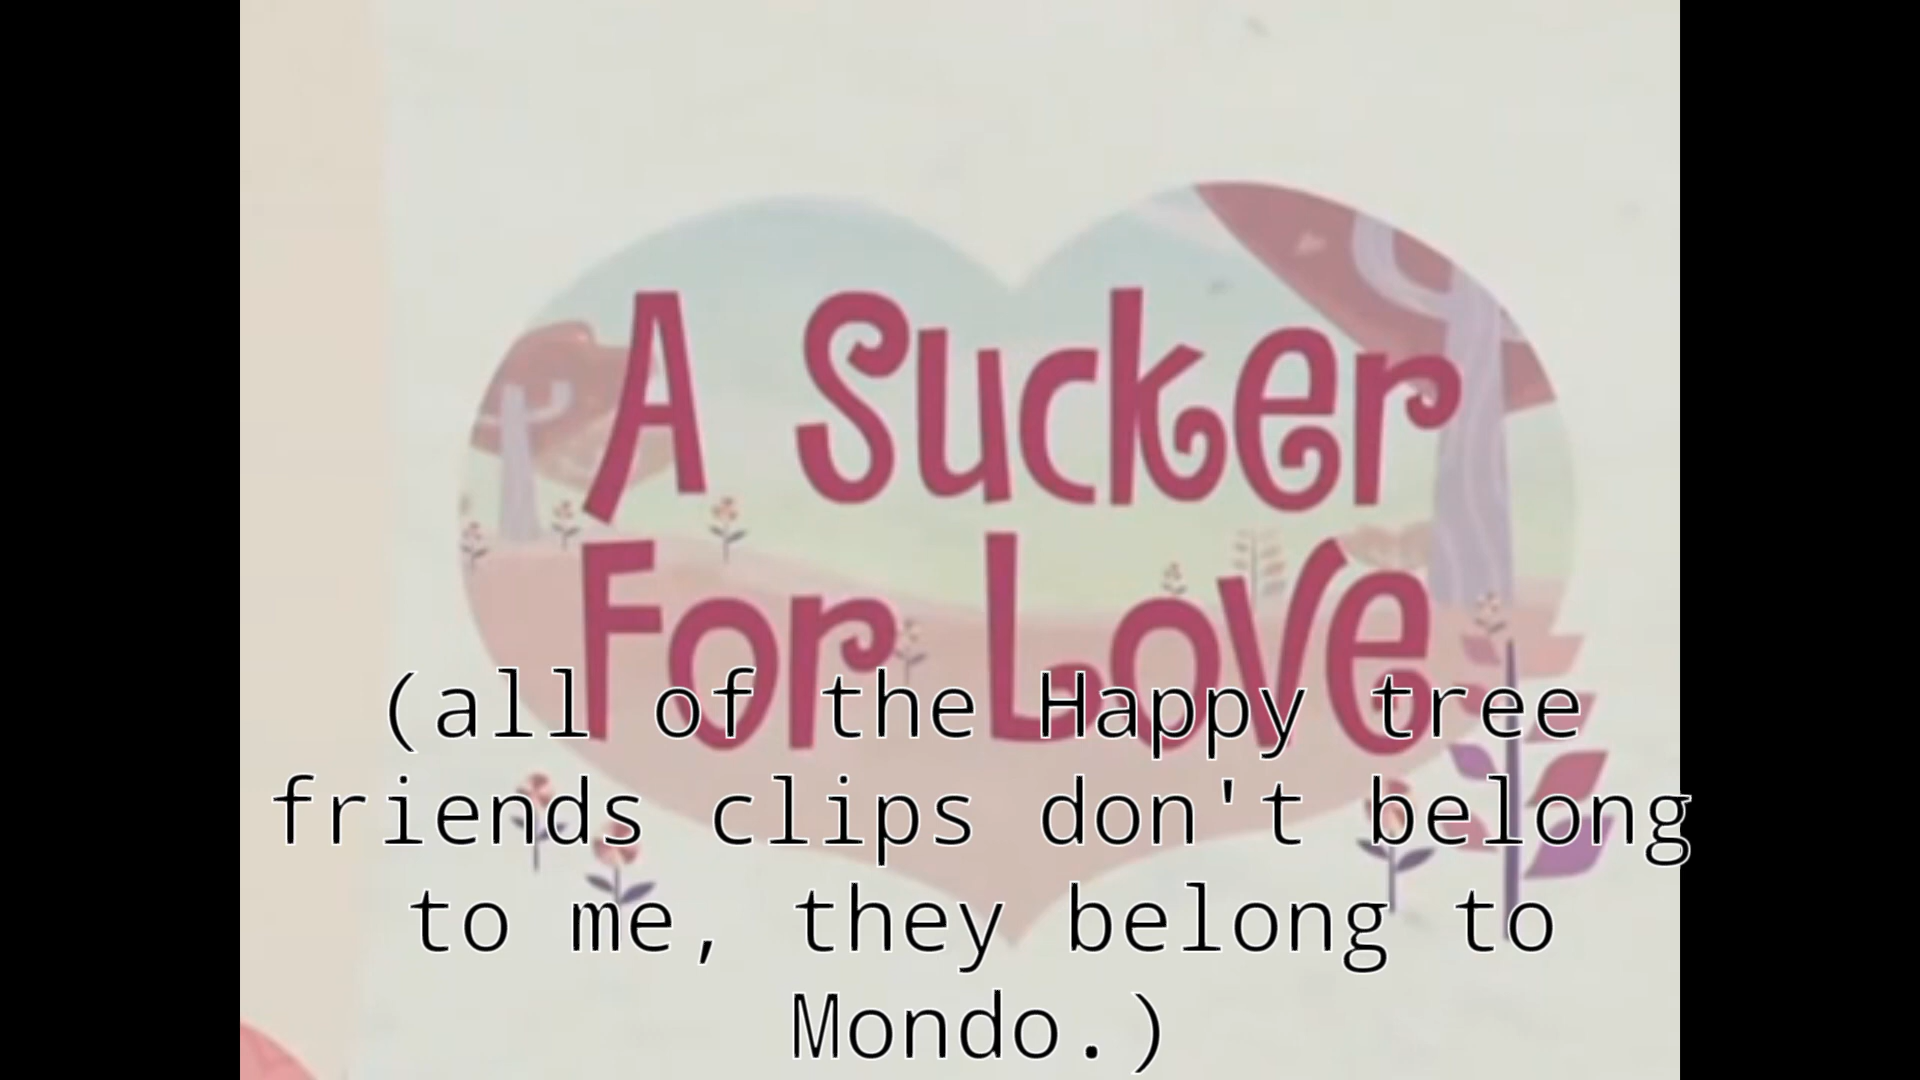 A Sucker
For Love
(all of the Happy tree
friends clips don't belong
to me, they belong to
Mondo.)